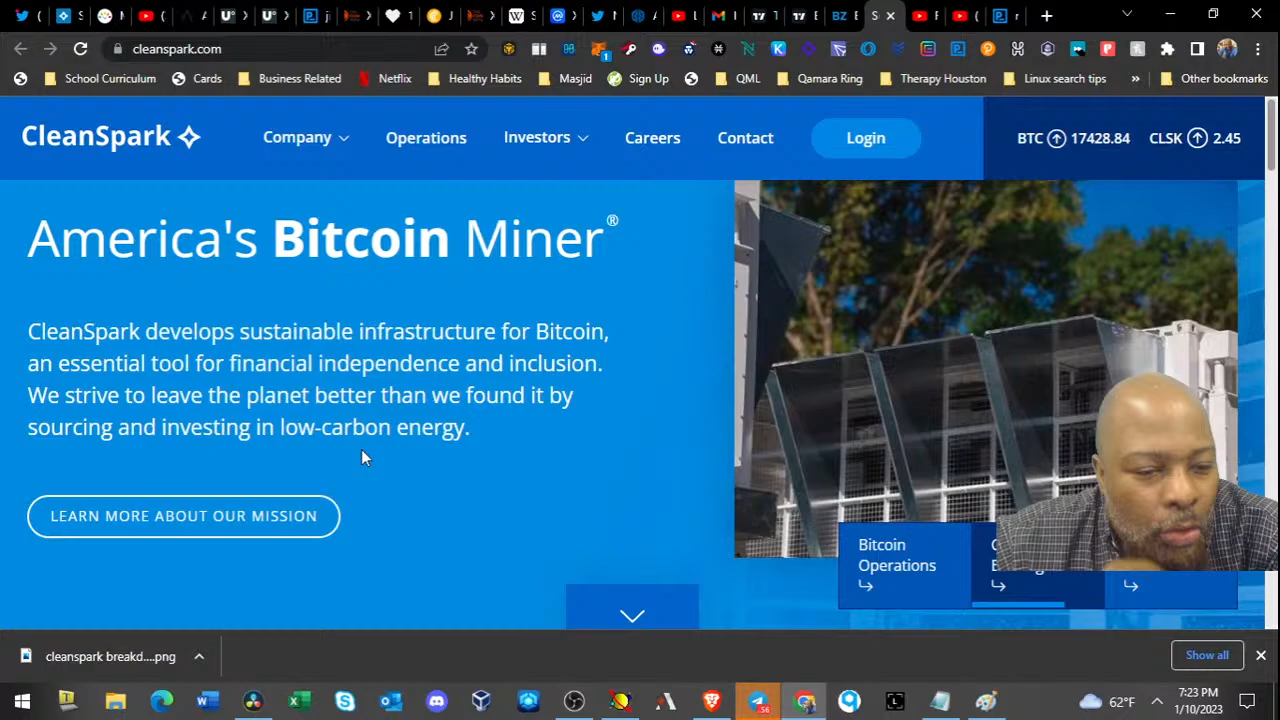 cleanspark.com
1
School Curriculum
Cards
Business Related
Netflix
Healthy Habits
Masjid
Sign Up
QML
Qamara Ring
Therapy Houston
Linux search tips
»
Other bookmarks
CleanSpark
Company
Operations
Investors
Careers
Contact
Login
BTC 17428.84 CLSK 2.45
America's Bitcoin Miner®
CleanSpark develops sustainable infrastructure for Bitcoin,
an essential tool for financial independence and inclusion.
We strive to leave the planet better than we found it by
sourcing and investing in low-carbon energy.
LEARN MORE ABOUT OUR MISSION
Bitcoin
Operations
cleanspark breakd....png
Show all
56
62°F
7:23 PM
1/10/2023